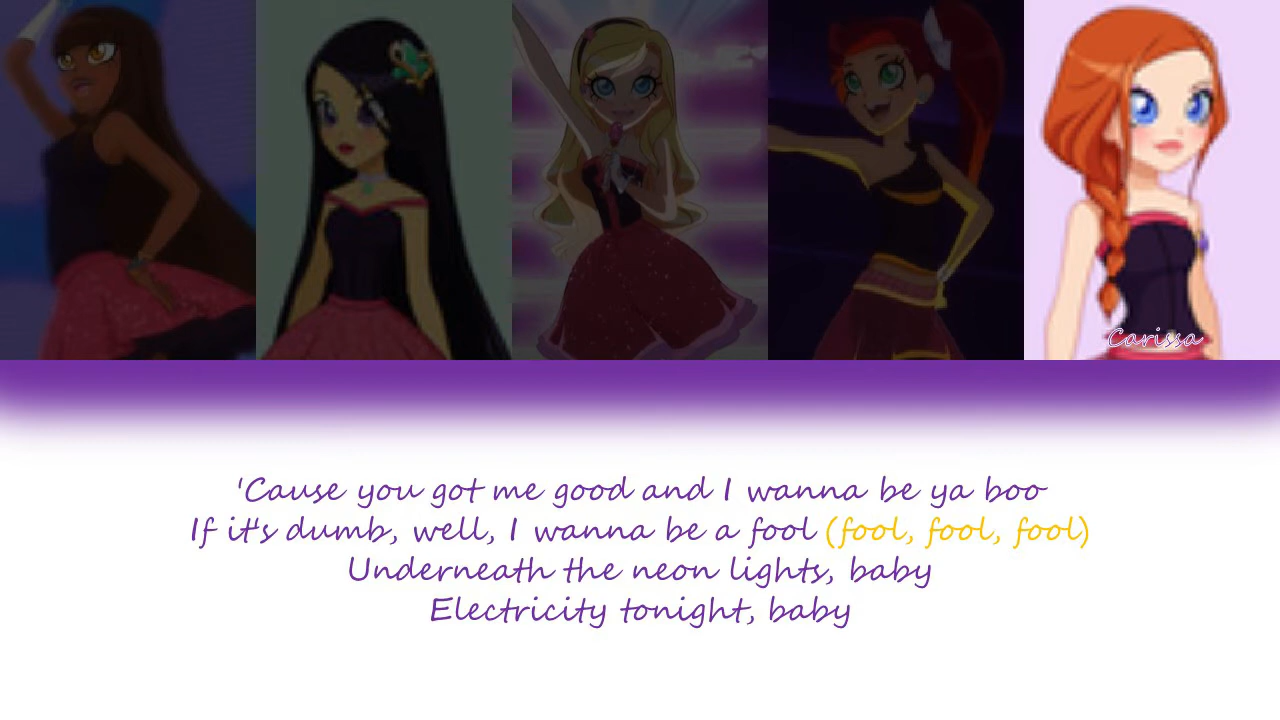 Carissa
'Cause you got me good and I wanna be ya boo
If it's dumb, well, I wanna be a fool (fool, fool, fool)
Underneath the neon lights, baby
Electricity tonight, baby